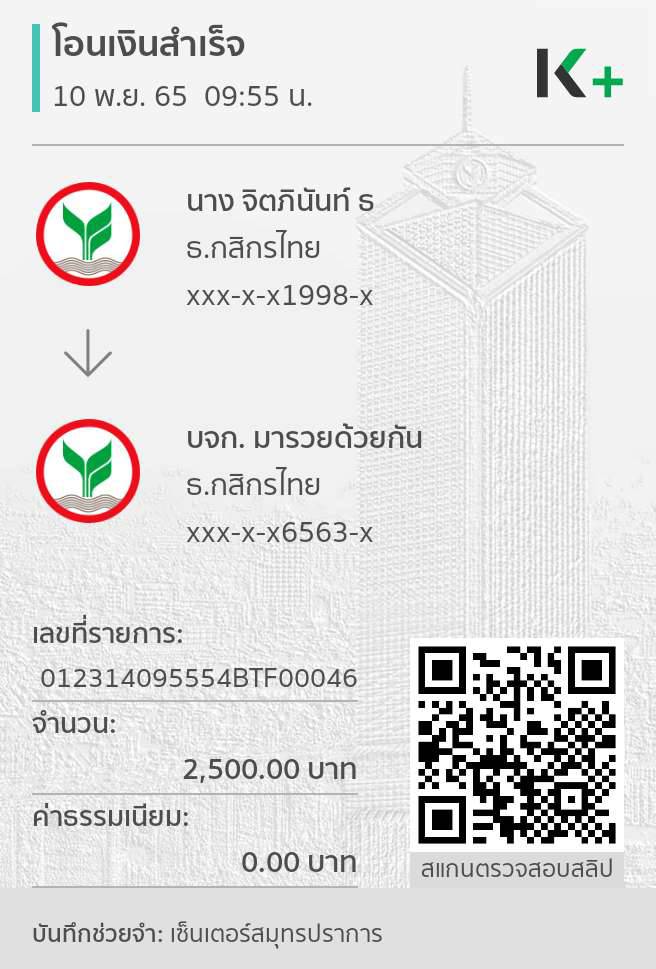 โอนเงินสำเร็จ
10 พ.ย. 65  09:55 น.
K+
นาง จิตภินันท์ ธ
ธ.กสิกรไทย
xxx-x-x1998-x
บจก. มารวยด้วยกัน
ธ.กสิกรไทย
xxx-x-x6563-x
เลขที่รายการ:
012314095554BTF00046
จำนวน:
2,500.00 บาท
ค่าธรรมเนียม:
0.00 บาท
สแกนตรวจสอบสลิป
บันทึกช่วยจำ: เซ็นเตอร์สมุทรปราการ